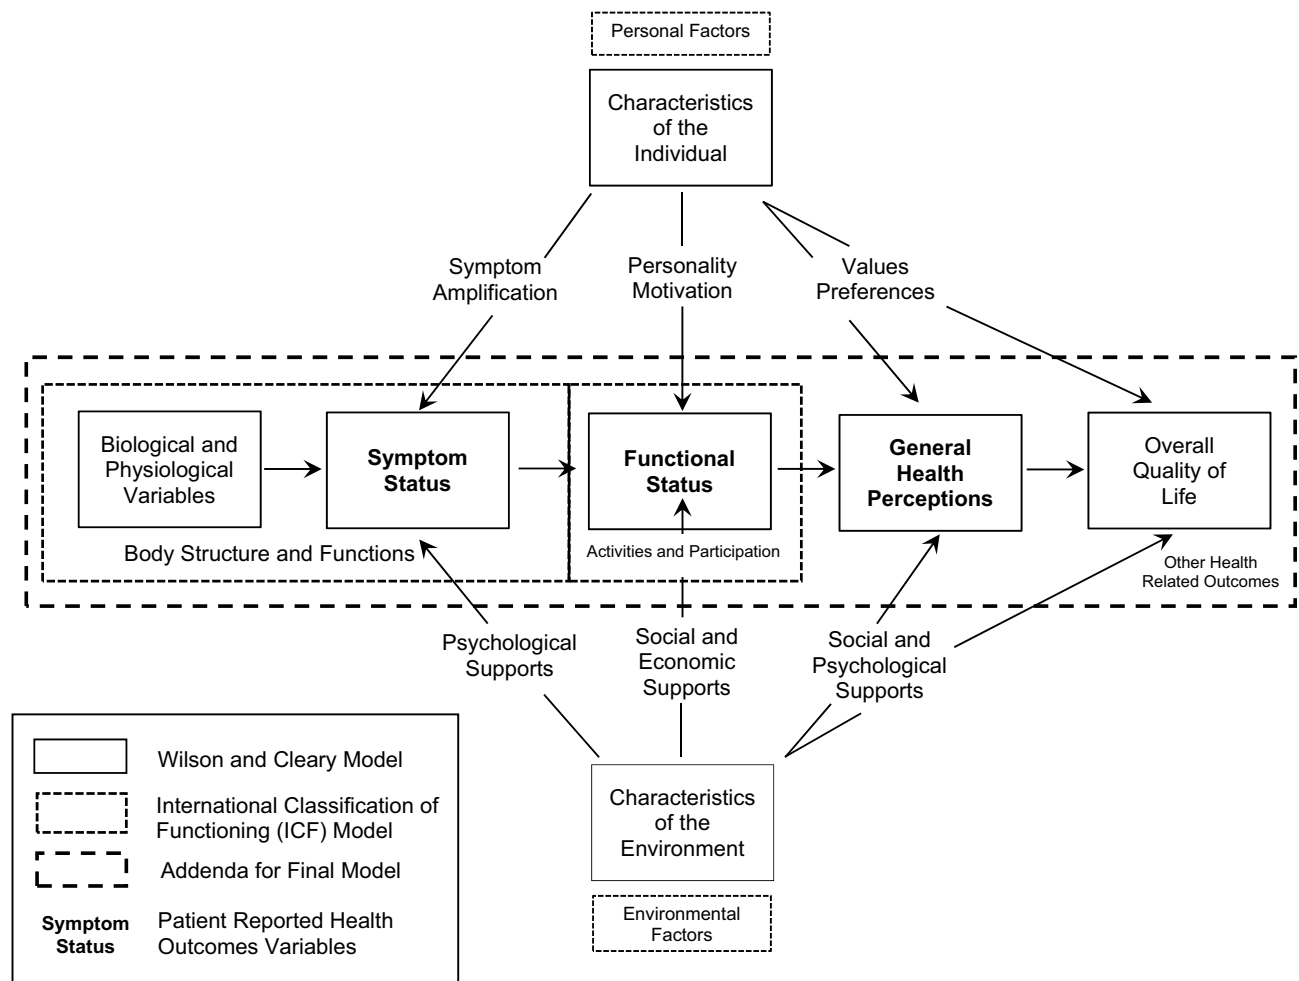 Personal Factors
Characteristics
of the
Individual
Symptom
Amplification
Personality
Motivation
Values
Preferences
Biological and
Physiological
Variables
Symptom
Status
Functional
Status
General
Health
Perceptions
Overall
Quality of
Life
Body Structure and Functions
Activities and Participation
Other Health
Related Outcomes
Psychological
Supports
Social and
Economic
Supports
Social and
Psychological
Supports
Characteristics
of the
Environment
Environmental
Factors
Wilson and Cleary Model
International Classification of
Functioning (ICF) Model
Addenda for Final Model
Symptom
Status
Patient Reported Health
Outcomes Variables